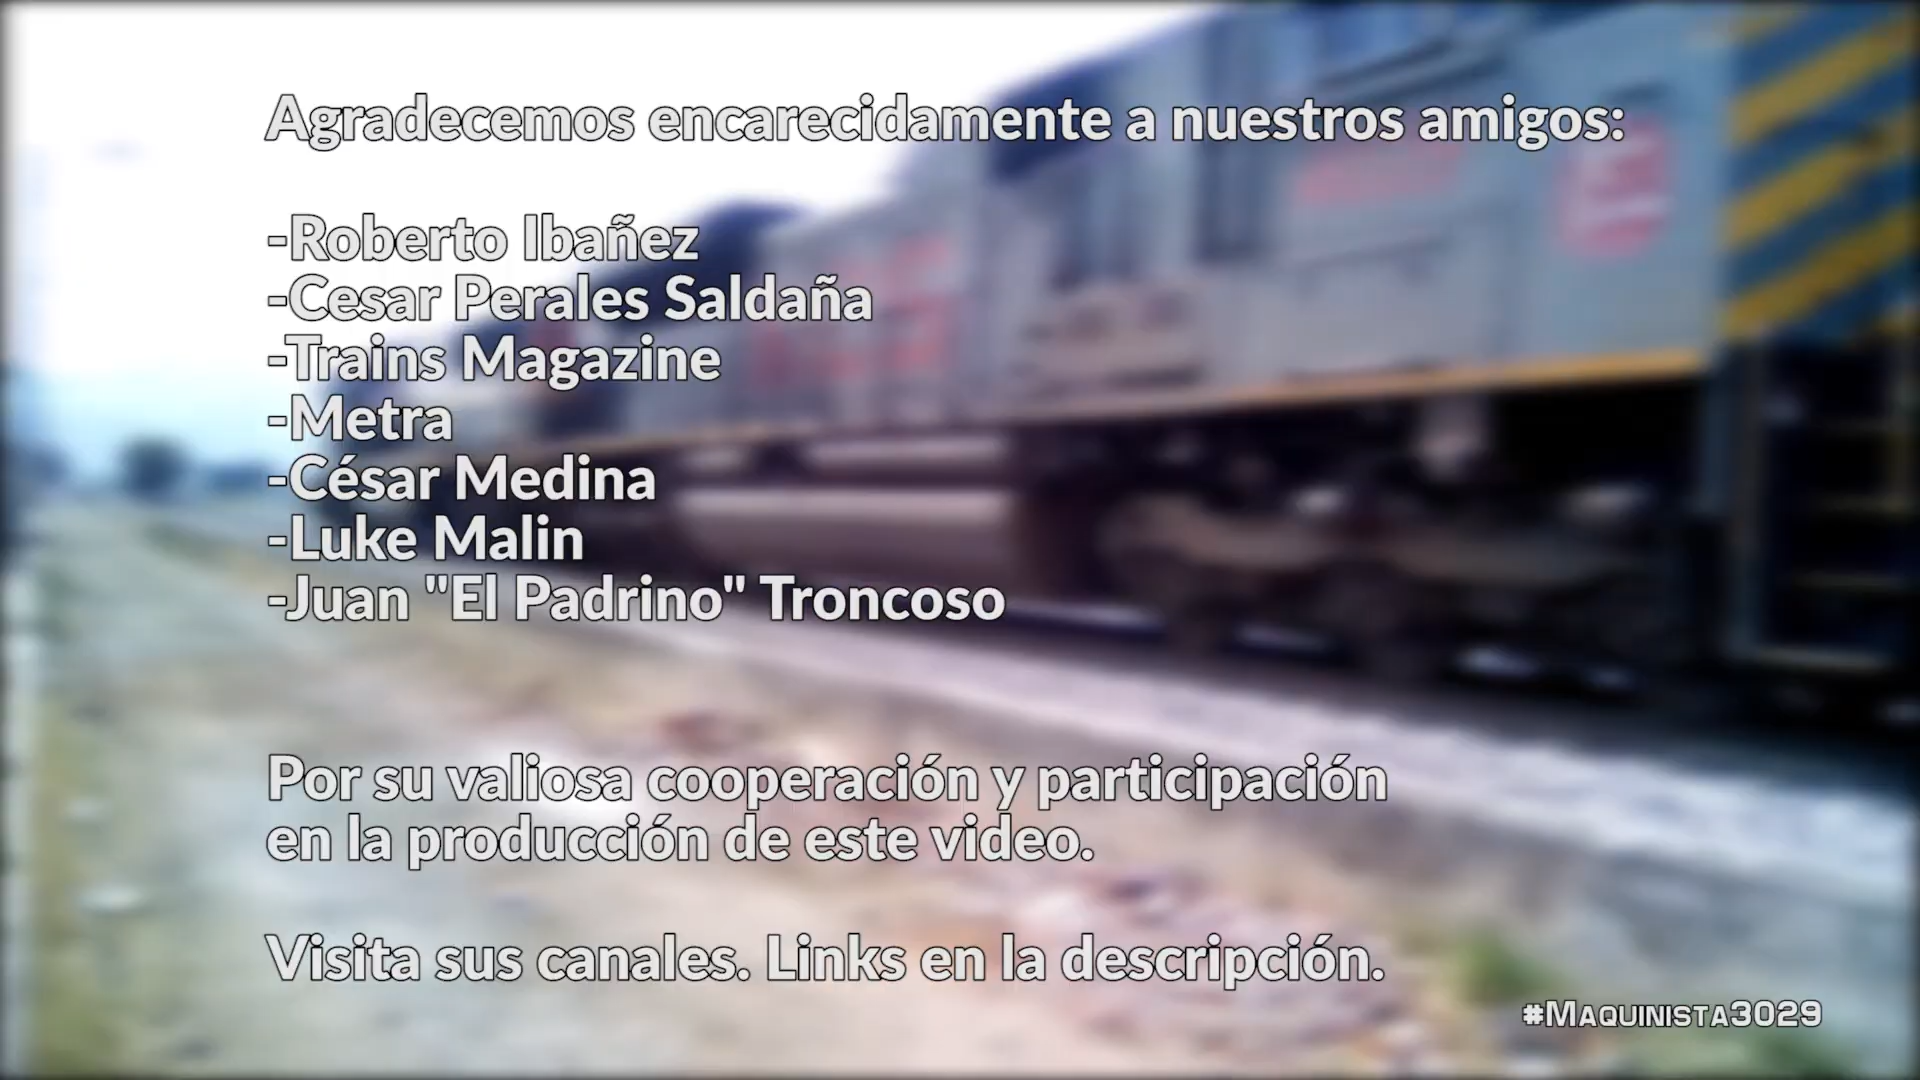 Agradecemos encarecidamente a nuestros amigos:
-Roberto Ibañez
-Cesar Perales Saldaña
-Trains Magazine
-Metra
-César Medina
-Luke Malin
-Juan "El Padrino" Troncoso
Por su valiosa cooperación y participación
en la producción de este video.
Visita sus canales. Links en la descripción.
#MAQUINISTA3029